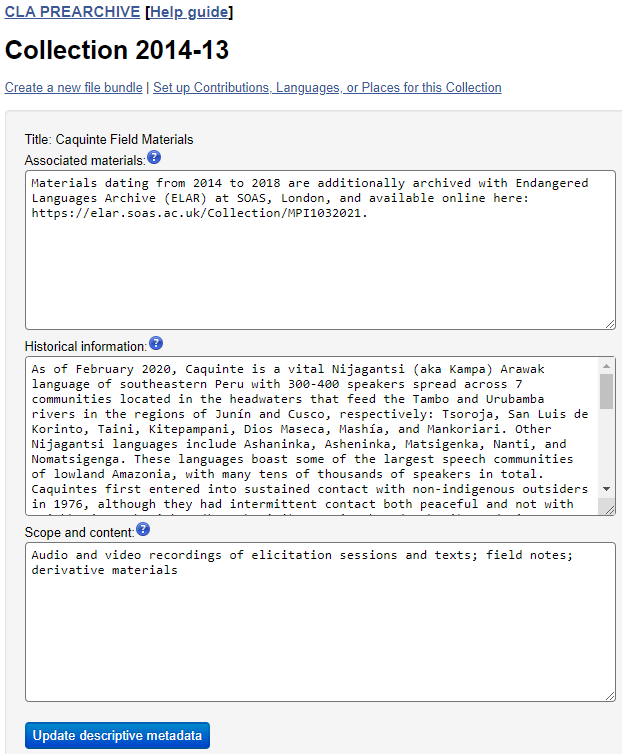 CLA PREARCHIVE [Help guide]
Collection 2014-13
Create a new file bundle | Set up Contributions, Languages, or Places for this Collection
Title: Caquinte Field Materials
Associated materials:
Materials dating from 2014 to 2018 are additionally archived with Endangered
Languages Archive (ELAR) at SOAS, London, and available online here:
https://elar.soas.ac.uk/Collection/MPI1032021.
Historical information:
As of February 2020, Caquinte is a vital Nijagantsi (aka Kampa) Arawak
language of southeastern Peru with 300-400 speakers spread across 7
communities located in the headwaters that feed the Tambo and Urubamba
rivers in the regions of Junín and Cusco, respectively: Tsoroja, San Luis de
Korinto, Taini, Kitepampani, Dios Maseca, Mashía, and Mankoriari. Other
Nijagantsi languages include Ashaninka, Asheninka, Matsigenka, Nanti, and
Nomatsigenga. These languages boast some of the largest speech communities
of lowland Amazonia, with many tens of thousands of speakers in total.
Caquintes first entered into sustained contact with non-indigenous outsiders
in 1976, although they had intermittent contact both peaceful and not with
Scope and content:
Audio and video recordings of elicitation sessions and texts; field notes;
derivative materials
Update descriptive metadata